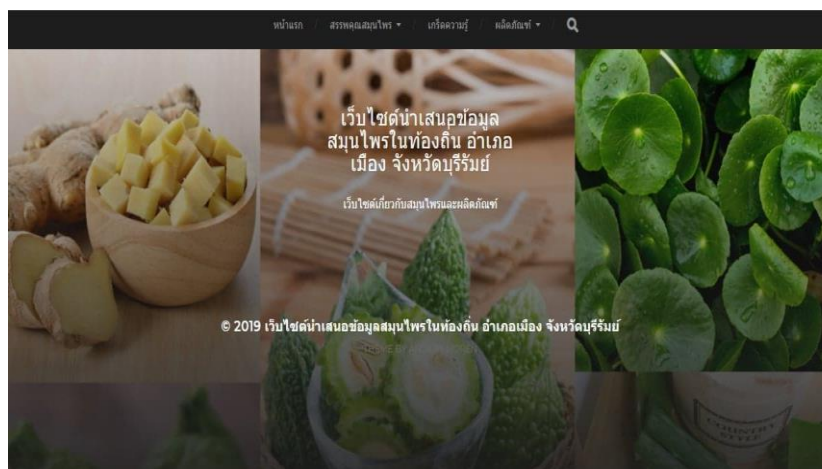 หน้าแรก / สรรพคุณสมุนไพร / เกร็ดความรู้ / ผลิตภัณฑ์ /
เว็บไซต์นำเสนอข้อมูล
สมุนไพรในท้องถิ่น อำเภอ
เมือง จังหวัดบุรีรัมย์
เว็บไซต์เกี่ยวกับสมุนไพรและผลิตภัณฑ์
© 2019 เว็บไซต์นำเสนอข้อมูลสมุนไพรในท้องถิ่น อำเภอเมือง จังหวัดบุรีรัมย์
COUNTRY
STYLE